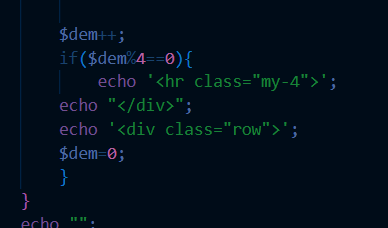 $dem++;
if($dem%4==0){
echo '<hr class="my-4">';
echo "</div>";
echo '<div class="row">';
$dem=0;
}
}
echo "";